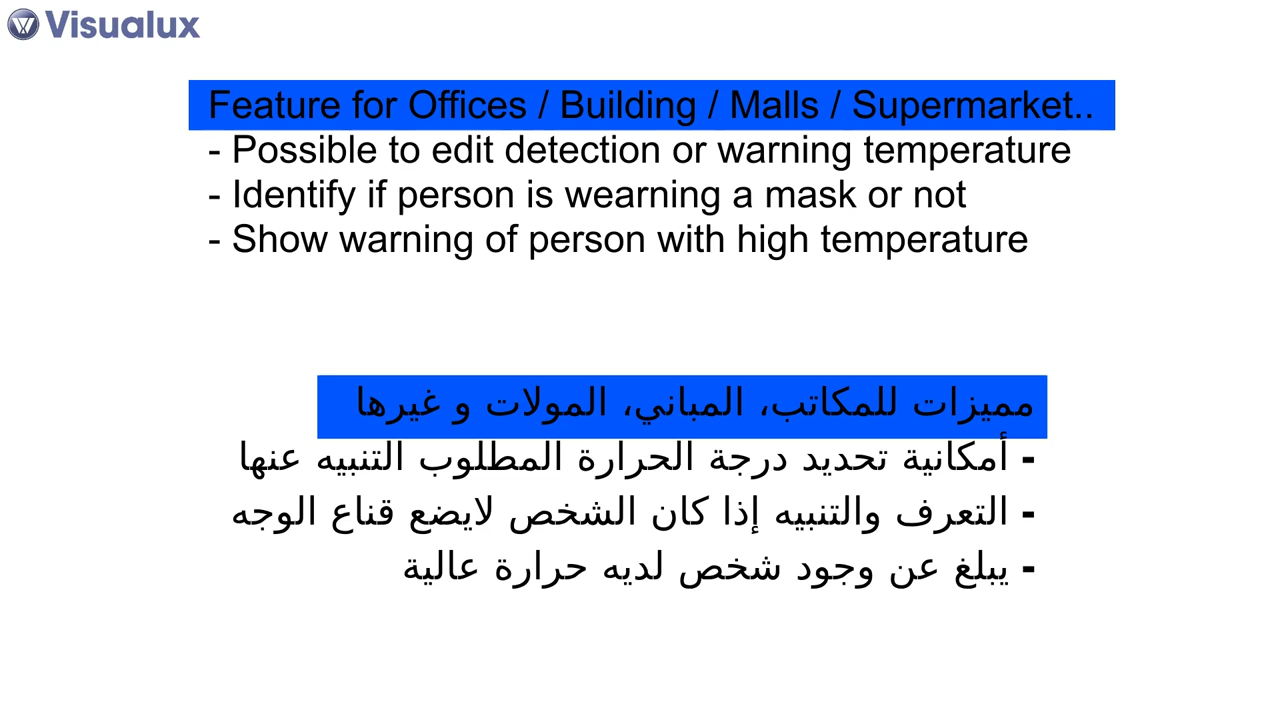 Visualux
Feature for Offices / Building / Malls / Supermarket..
- Possible to edit detection or warning temperature
- Identify if person is wearning a mask or not
- Show warning of person with high temperature
مميزات للمكاتب، المباني، المولات و غيرها
- أمكانية تحديد درجة الحرارة المطلوب التنبيه عنها
- التعرف والتنبيه إذا كان الشخص لايضع قناع الوجه
- يبلغ عن وجود شخص لديه حرارة عالية